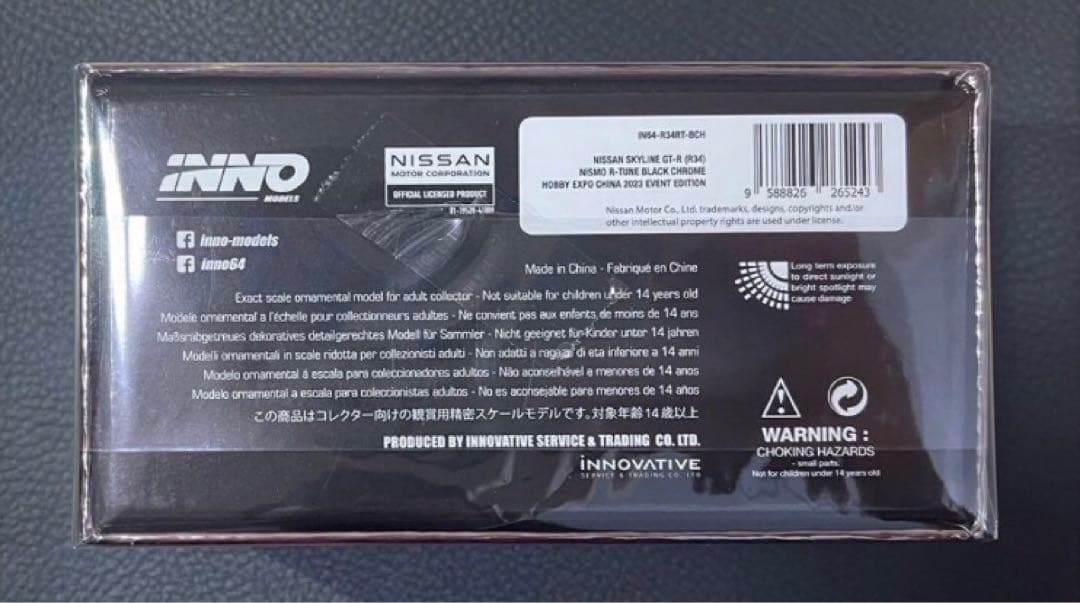 INNO
MODELS
NISSAN
MOTOR CORPORATION
OFFICIAL LICENSED PRODUCT
IN64-R34RT-BCH
NISSAN SKYLINE GT-R (R34)
NISMO R-TUNE BLACK CHROME
HOBBY EXPO CHINA 2023 EVENT EDITION
9 588826 265243
Nissan Motor Co., Ltd. trademarks, designs, copyrights and/or
other intellectual property rights are used under license.
inno-models
inno64
Made in China - Fabriqué en Chine
Long term exposure
to direct sunlight or
bright spotlight may
cause damage
Exact scale ornamental model for adult collector - Not suitable for children under 14 years old
Modele ornemental a l'échelle pour collectionneurs adultes - Ne convient pas aux enfants de moins de 14 ans
Maßnabgetreues dekoratives detailgerechtes Modell für Sammler - Nicht geeignet für Kinder unter 14 jahren
Modelli ornamentali in scale ridotta per collezionisti adulti - Non adatti a ragazzi di eta inferiore a 14 anni
Modelo ornamental á escala para coleccionadores adultos - Não aconselhável a menores de 14 anos
Modelo ornamental a escala para coleccionistas adultos - No es aconsejable para menores de 14 años
この商品はコレクター向けの観賞用精密スケールモデルです。対象年齢14歳以上
PRODUCED BY INNOVATIVE SERVICE & TRADING CO. LTD.
INNOVATIVE
SERVICE & TRADING CO. LTD
WARNING :
CHOKING HAZARDS
- small parts.
Not for children under 14 years old